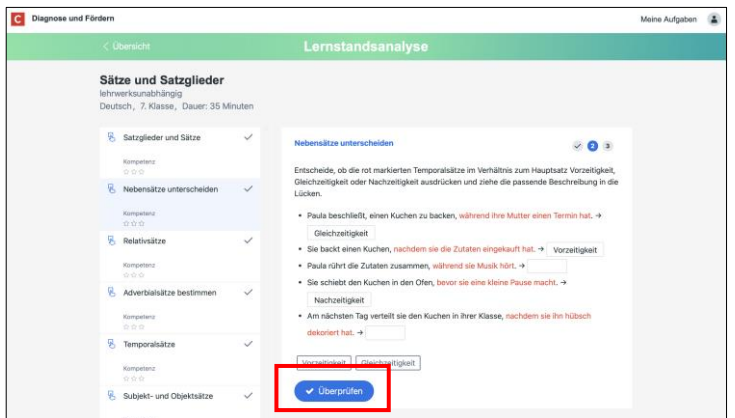 C Diagnose und Fördern
Meine Aufgaben
< Übersicht
Lernstandsanalyse
Sätze und Satzglieder
lehrwerksunabhängig
Deutsch, 7. Klasse, Dauer: 35 Minuten
Satzglieder und Sätze
Kompetenz
Nebensätze unterscheiden
Kompetenz
Relativsätze
Kompetenz
Adverbialsätze bestimmen
Kompetenz
Temporalsätze
Kompetenz
Subjekt- und Objektsätze
Nebensätze unterscheiden
2 3
Entscheide, ob die rot markierten Temporalsätze im Verhältnis zum Hauptsatz Vorzeitigkeit,
Gleichzeitigkeit oder Nachzeitigkeit ausdrücken und ziehe die passende Beschreibung in die
Lücken.
• Paula beschließt, einen Kuchen zu backen, während ihre Mutter einen Termin hat. →
Gleichzeitigkeit
• Sie backt einen Kuchen, nachdem sie die Zutaten eingekauft hat. → Vorzeitigkeit
• Paula rührt die Zutaten zusammen, während sie Musik hört. →
• Sie schiebt den Kuchen in den Ofen, bevor sie eine kleine Pause macht. →
Nachzeitigkeit
• Am nächsten Tag verteilt sie den Kuchen in ihrer Klasse, nachdem sie ihn hübsch
dekoriert hat. →
Vorzeitigkeit Gleichzeitigkeit
Überprüfen